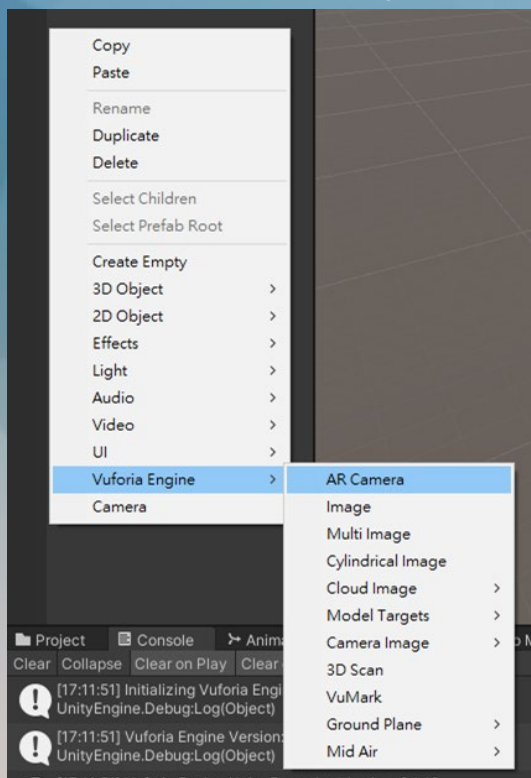 Copy
Paste
Rename
Duplicate
Delete
Select Children
Select Prefab Root
Create Empty
3D Object
2D Object
Effects
Light
Audio
Video
UI
Vuforia Engine
Camera
AR Camera
Image
Multi Image
Cylindrical Image
Cloud Image
Model Targets
Camera Image
3D Scan
VuMark
Ground Plane
Mid Air
Project Console
Clear Collapse Clear on Play Clear
[17:11:51] Initializing Vuforia
UnityEngine.Debug:Log(Object)
[17:11:51] Vuforia Engine Version:
UnityEngine.Debug:Log(Object)